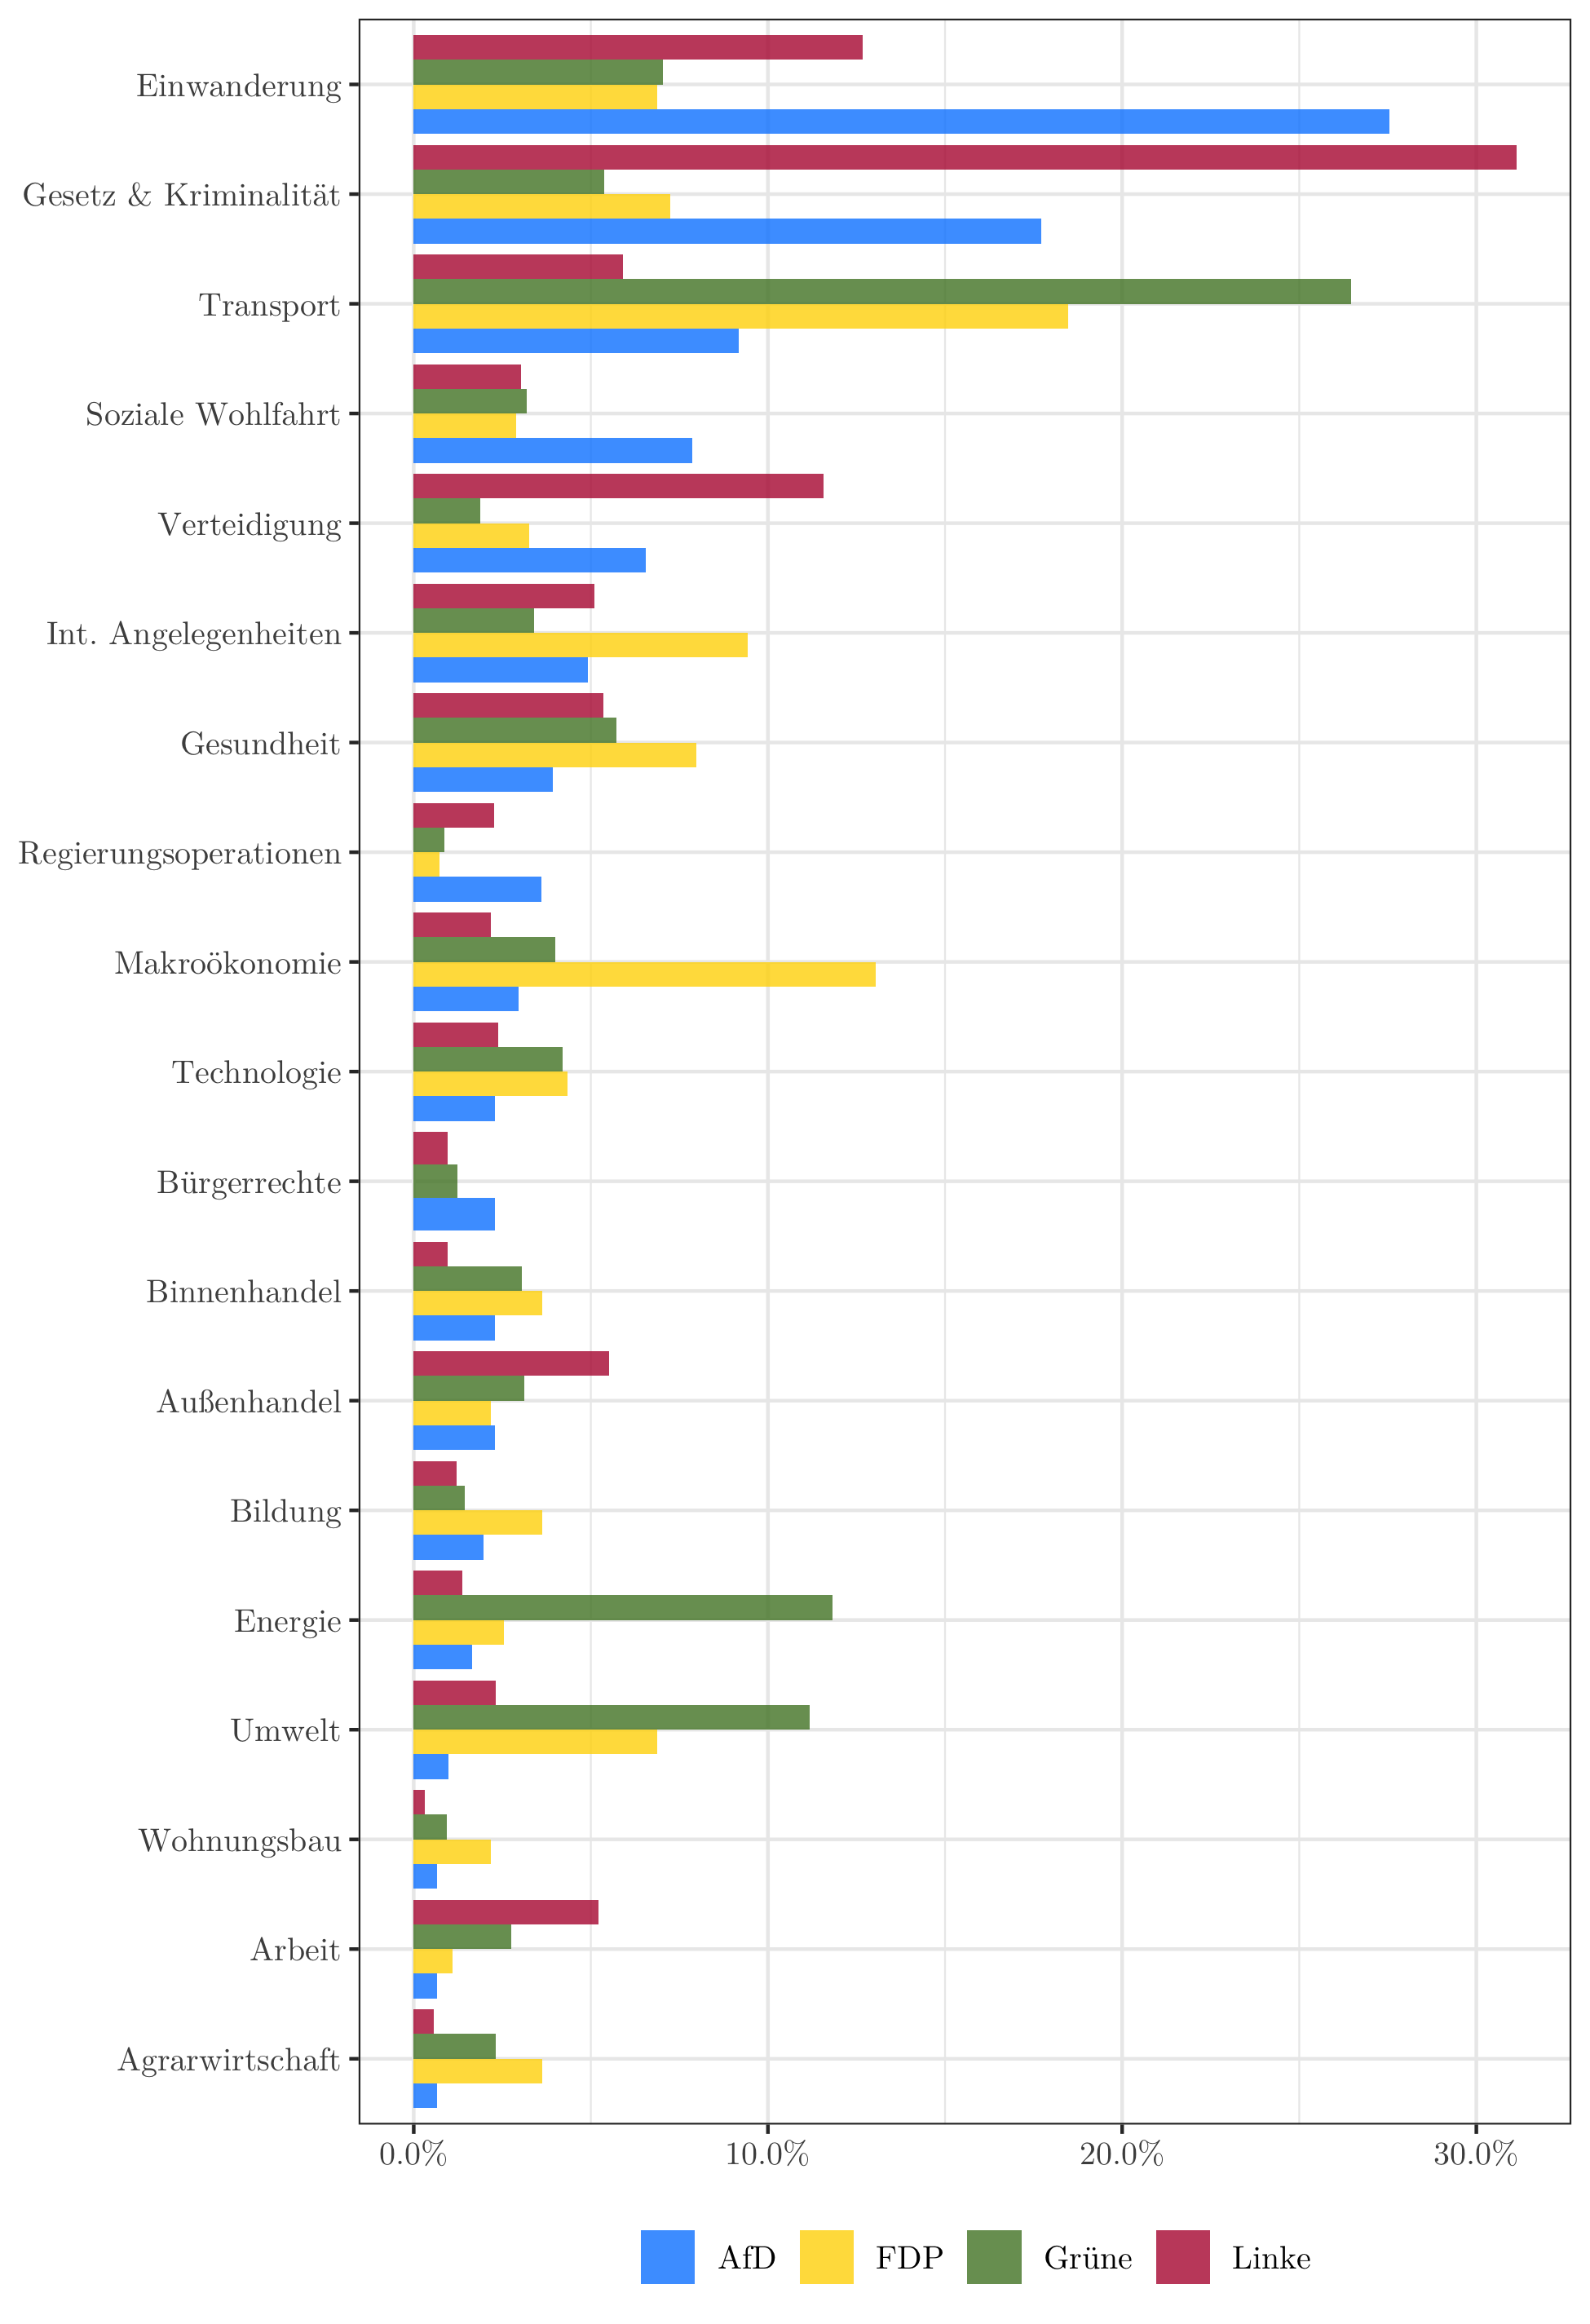 Einwanderung
Gesetz & Kriminalität
Transport
Soziale Wohlfahrt
Verteidigung
Int. Angelegenheiten
Gesundheit
Regierungsoperationen
Makroökonomie
Technologie
Bürgerrechte
Binnenhandel
Außenhandel
Bildung
Energie
Umwelt
Wohnungsbau
Arbeit
Agrarwirtschaft
0.0% 10.0% 20.0% 30.0%
AfD FDP Grüne Linke